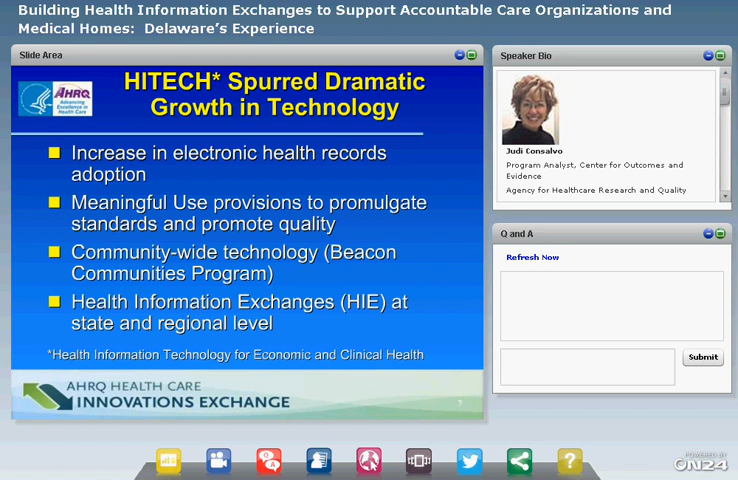 Building Health Information Exchanges to Support Accountable Care Organizations and
Medical Homes: Delaware's Experience
Slide Area
AHRQ
Advancing
Excellence in
Health Care
HITECH* Spurred Dramatic
Growth in Technology
Increase in electronic health records
adoption
Meaningful Use provisions to promulgate
standards and promote quality
Community-wide technology (Beacon
Communities Program)
Health Information Exchanges (HIE) at
state and regional level
*Health Information Technology for Economic and Clinical Health
AHRQ HEALTH CARE
INNOVATIONS EXCHANGE
7
Speaker Bio
Judi Consalvo
Program Analyst, Center for Outcomes and
Evidence
Agency for Healthcare Research and Quality
Q and A
Refresh Now
Submit
Q
A
?
POWERED BY
ON24